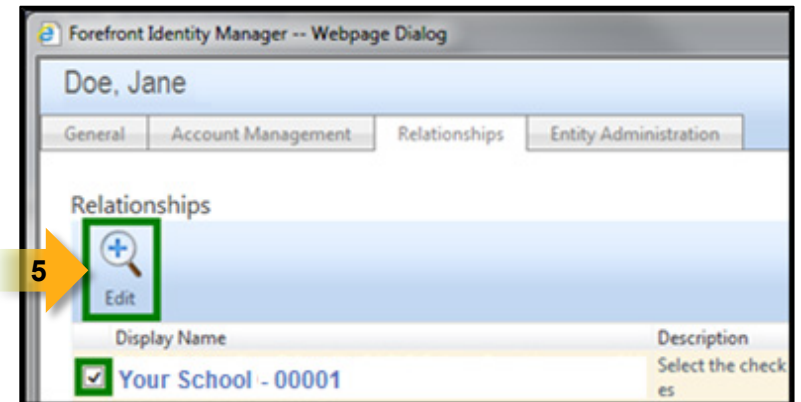 Forefront Identity Manager -- Webpage Dialog
Doe, Jane
General Account Management Relationships Entity Administration
Relationships
5
Edit
Display Name Description
Your School - 00001 Select the check
es